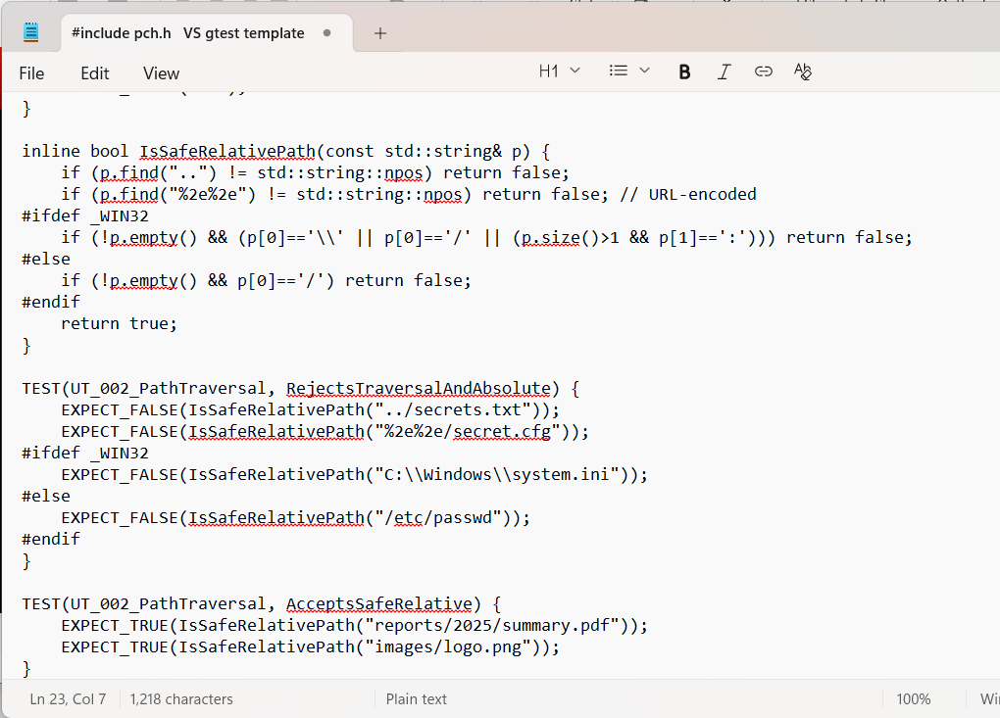 #include pch.h   VS gtest template
File Edit View H1 B I
}
inline bool IsSafeRelativePath(const std::string& p) {
    if (p.find("..") != std::string::npos) return false;
    if (p.find("%2e%2e") != std::string::npos) return false; // URL-encoded
#ifdef _WIN32
    if (!p.empty() && (p[0]=='\\' || p[0]=='/' || (p.size()>1 && p[1]==':'))) return false;
#else
    if (!p.empty() && p[0]=='/') return false;
#endif
    return true;
}
TEST(UT_002_PathTraversal, RejectsTraversalAndAbsolute) {
    EXPECT_FALSE(IsSafeRelativePath("../secrets.txt"));
    EXPECT_FALSE(IsSafeRelativePath("%2e%2e/secret.cfg"));
#ifdef _WIN32
    EXPECT_FALSE(IsSafeRelativePath("C:\\Windows\\system.ini"));
#else
    EXPECT_FALSE(IsSafeRelativePath("/etc/passwd"));
#endif
}
TEST(UT_002_PathTraversal, AcceptsSafeRelative) {
    EXPECT_TRUE(IsSafeRelativePath("reports/2025/summary.pdf"));
    EXPECT_TRUE(IsSafeRelativePath("images/logo.png"));
}
Ln 23, Col 7 1,218 characters Plain text 100%